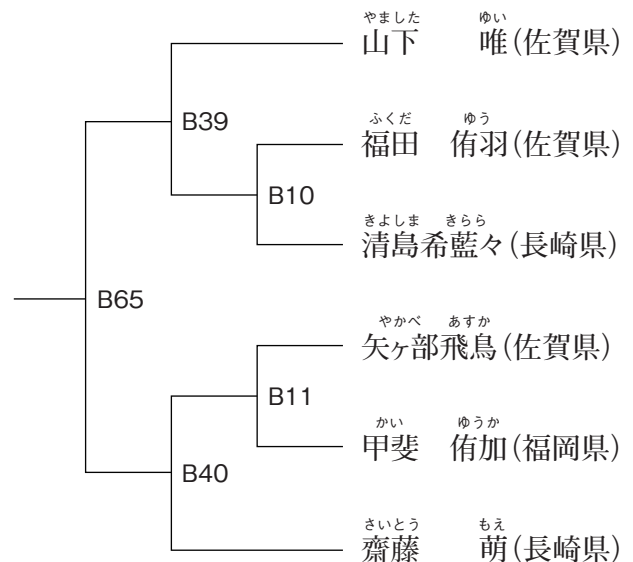 やました ゆい
山下 唯(佐賀県)
B39
ふくだ ゆう
福田 侑羽(佐賀県)
B10
きよしま きらら
清島希藍々(長崎県)
B65
やかべ あすか
矢ヶ部飛鳥(佐賀県)
B11
かい ゆうか
甲斐 侑加(福岡県)
B40
さいとう もえ
齋藤 萌(長崎県)